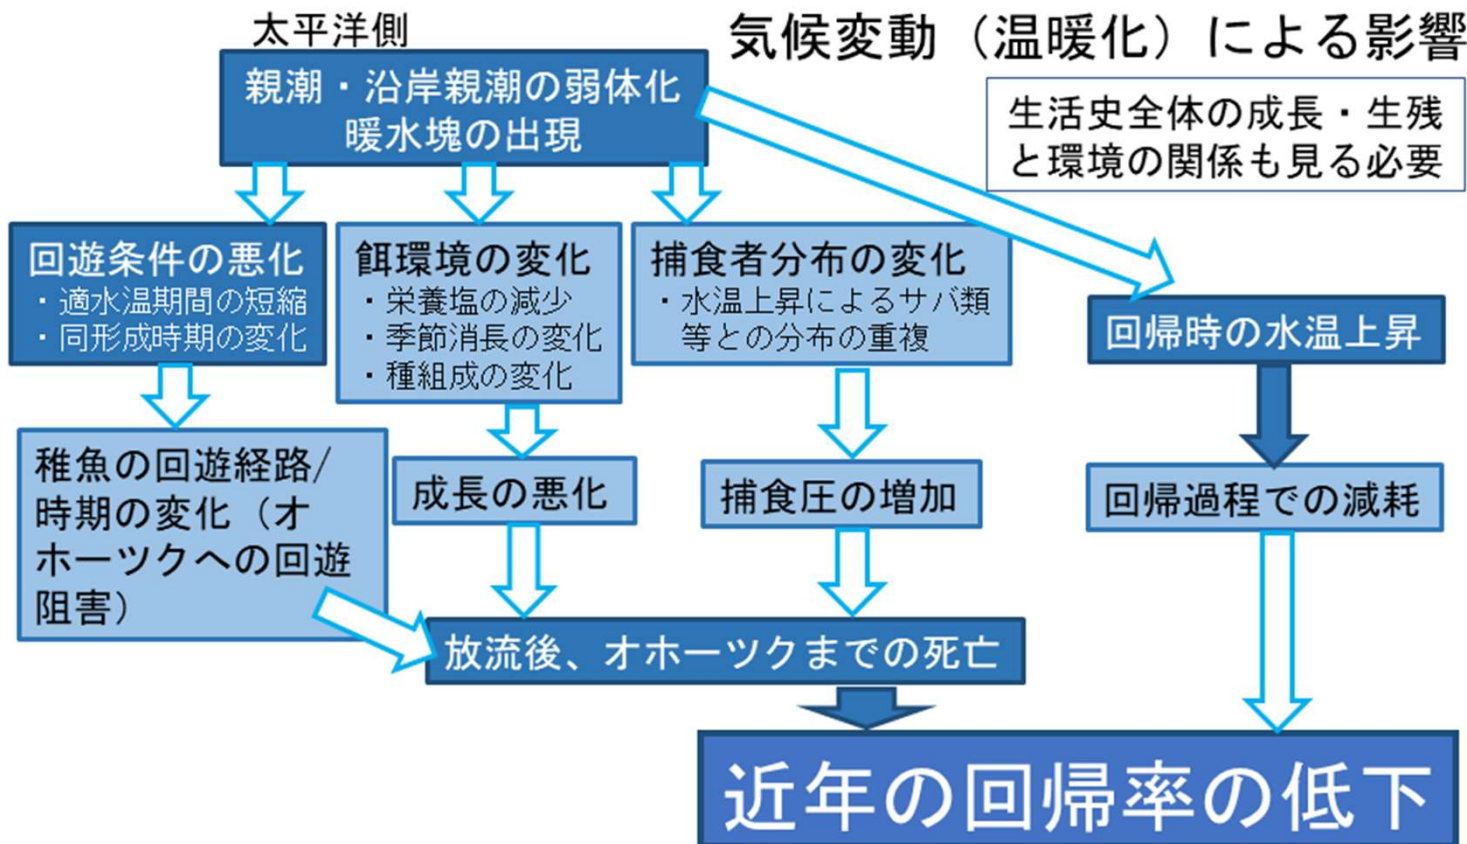 太平洋側
気候変動（温暖化）による影響
親潮・沿岸親潮の弱体化
暖水塊の出現
生活史全体の成長・生残
と環境の関係も見る必要
回遊条件の悪化
・適水温期間の短縮
・同形成時期の変化
餌環境の変化
・栄養塩の減少
・季節消長の変化
・種組成の変化
捕食者分布の変化
・水温上昇によるサバ類
等との分布の重複
回帰時の水温上昇
稚魚の回遊経路/
時期の変化（オ
ホーツクへの回遊
阻害）
成長の悪化
捕食圧の増加
回帰過程での減耗
放流後、オホーツクまでの死亡
近年の回帰率の低下